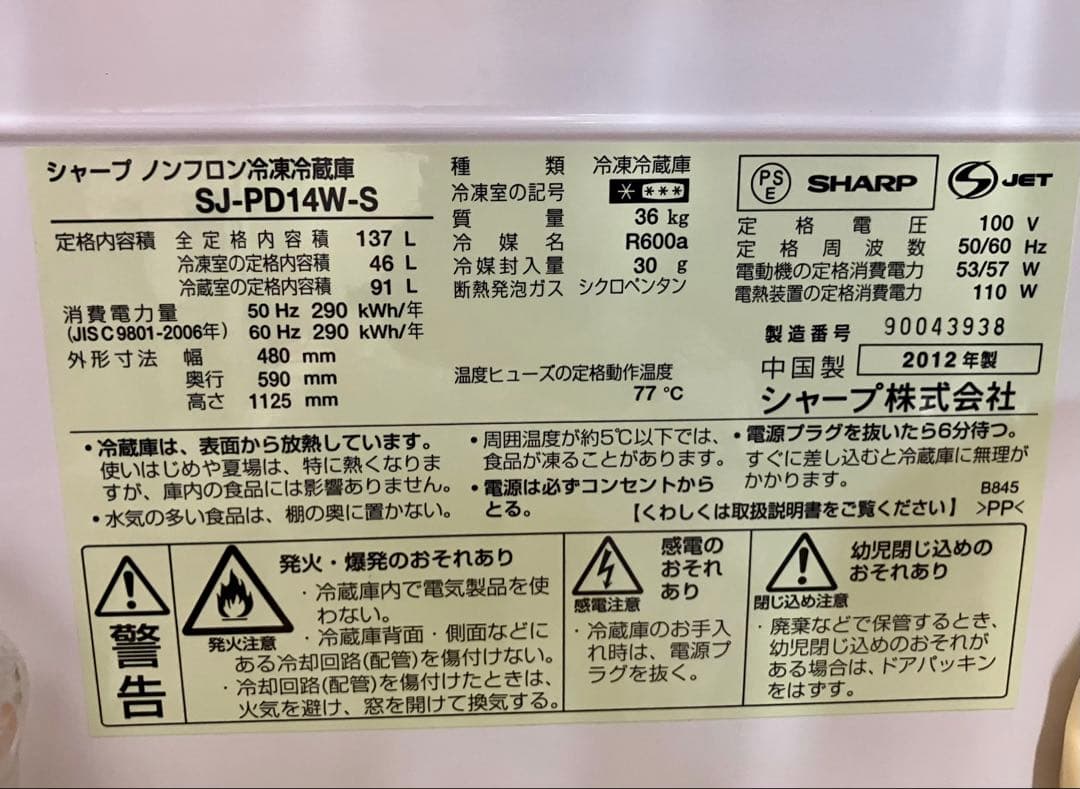 シャープ ノンフロン冷凍冷蔵庫
SJ-PD14W-S
定格内容積 全定格内容積 137 L
冷凍室の定格内容積 46 L
冷蔵室の定格内容積 91 L
消費電力量 50 Hz 290 kWh/年
(JIS C 9801-2006年) 60 Hz 290 kWh/年
外形寸法 幅 480 mm
奥行 590 mm
高さ 1125 mm
種類 冷凍冷蔵庫
冷凍室の記号 * ***
質量 36 kg
冷媒名 R600a
冷媒封入量 30 g
断熱発泡ガス シクロペンタン
温度ヒューズの定格動作温度
77 ℃
PSE SHARP JET
定格電圧 100 V
定格周波数 50/60 Hz
電動機の定格消費電力 53/57 W
電熱装置の定格消費電力 110 W
製造番号 90043938
中国製 2012年製
シャープ株式会社
・冷蔵庫は、表面から放熱しています。
使いはじめや夏場は、特に熱くなりま
すが、庫内の食品には影響ありません。
・水気の多い食品は、棚の奥に置かない。
・周囲温度が約5℃以下では、
食品が凍ることがあります。
・電源は必ずコンセントから
とる。
・電源プラグを抜いたら6分待つ。
すぐに差し込むと冷蔵庫に無理が
かかります。
B845
【くわしくは取扱説明書をご覧ください】 >PP<
警告
発火注意
発火・爆発のおそれあり
・冷蔵庫内で電気製品を使
わない。
・冷蔵庫背面・側面などに
ある冷却回路(配管)を傷付けない。
・冷却回路(配管)を傷付けたときは、
火気を避け、窓を開けて換気する。
感電注意
感電の
おそれ
あり
・冷蔵庫のお手入
れ時は、電源プ
ラグを抜く。
閉じ込め注意
幼児閉じ込めの
おそれあり
・廃棄などで保管するとき、
幼児閉じ込めのおそれが
ある場合は、ドアパッキン
をはずす。